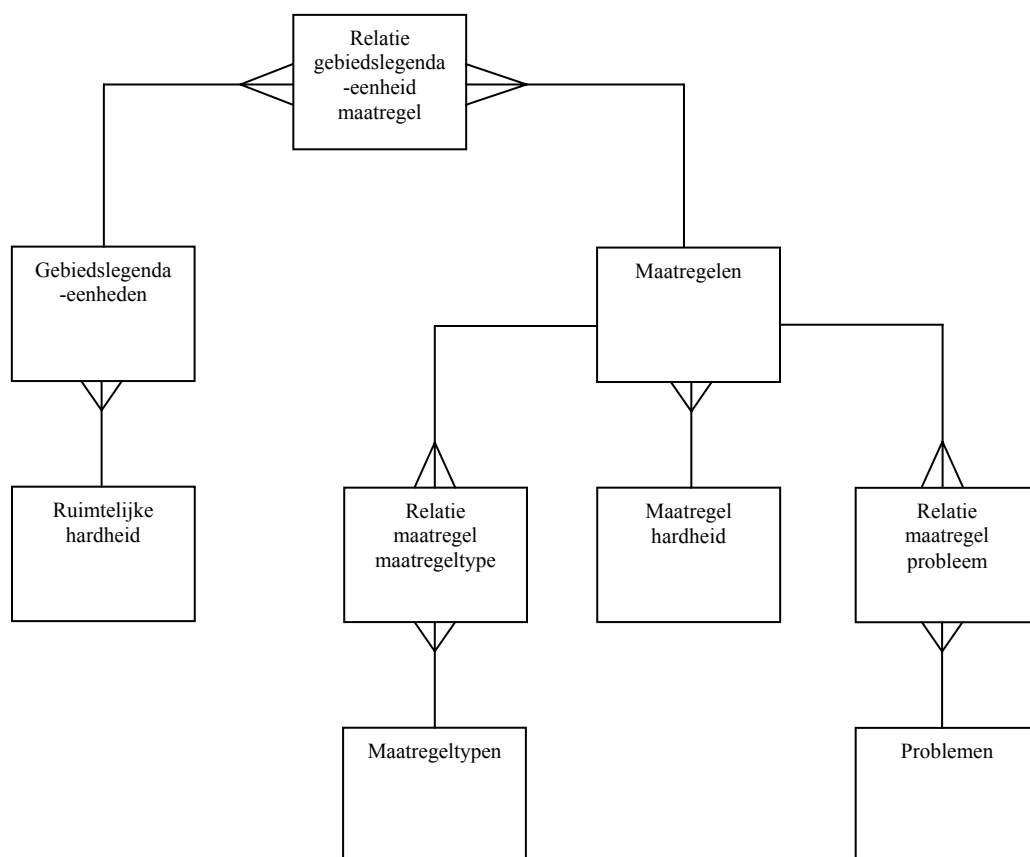 Relatie
gebiedslegenda
-eenheid
maatregel
Gebiedslegenda
-eenheden
Maatregelen
Ruimtelijke
hardheid
Relatie
maatregel
maatregeltype
Maatregel
hardheid
Relatie
maatregel
probleem
Maatregeltypen
Problemen